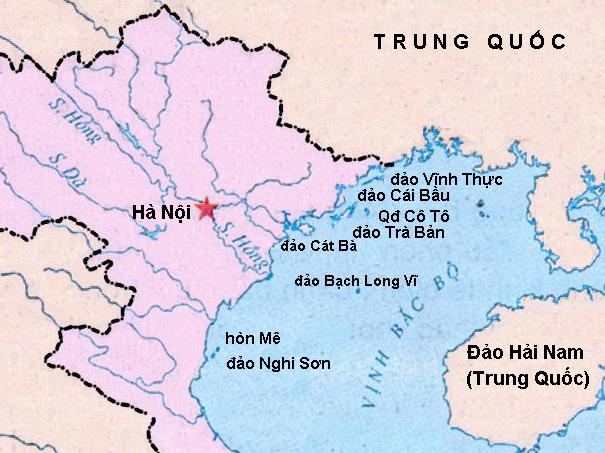 TRUNG QUỐC
S. Hồng
S. Dà
đảo Vĩnh Thực
đảo Cái Bầu
Qđ Cô Tô
đảo Trà Bản
Hà Nội
S. Hồng
đảo Cát Bà
đảo Bạch Long Vĩ
VỊNH BẮC BỘ
hòn Mê
đảo Nghi Sơn
Đảo Hải Nam
(Trung Quốc)